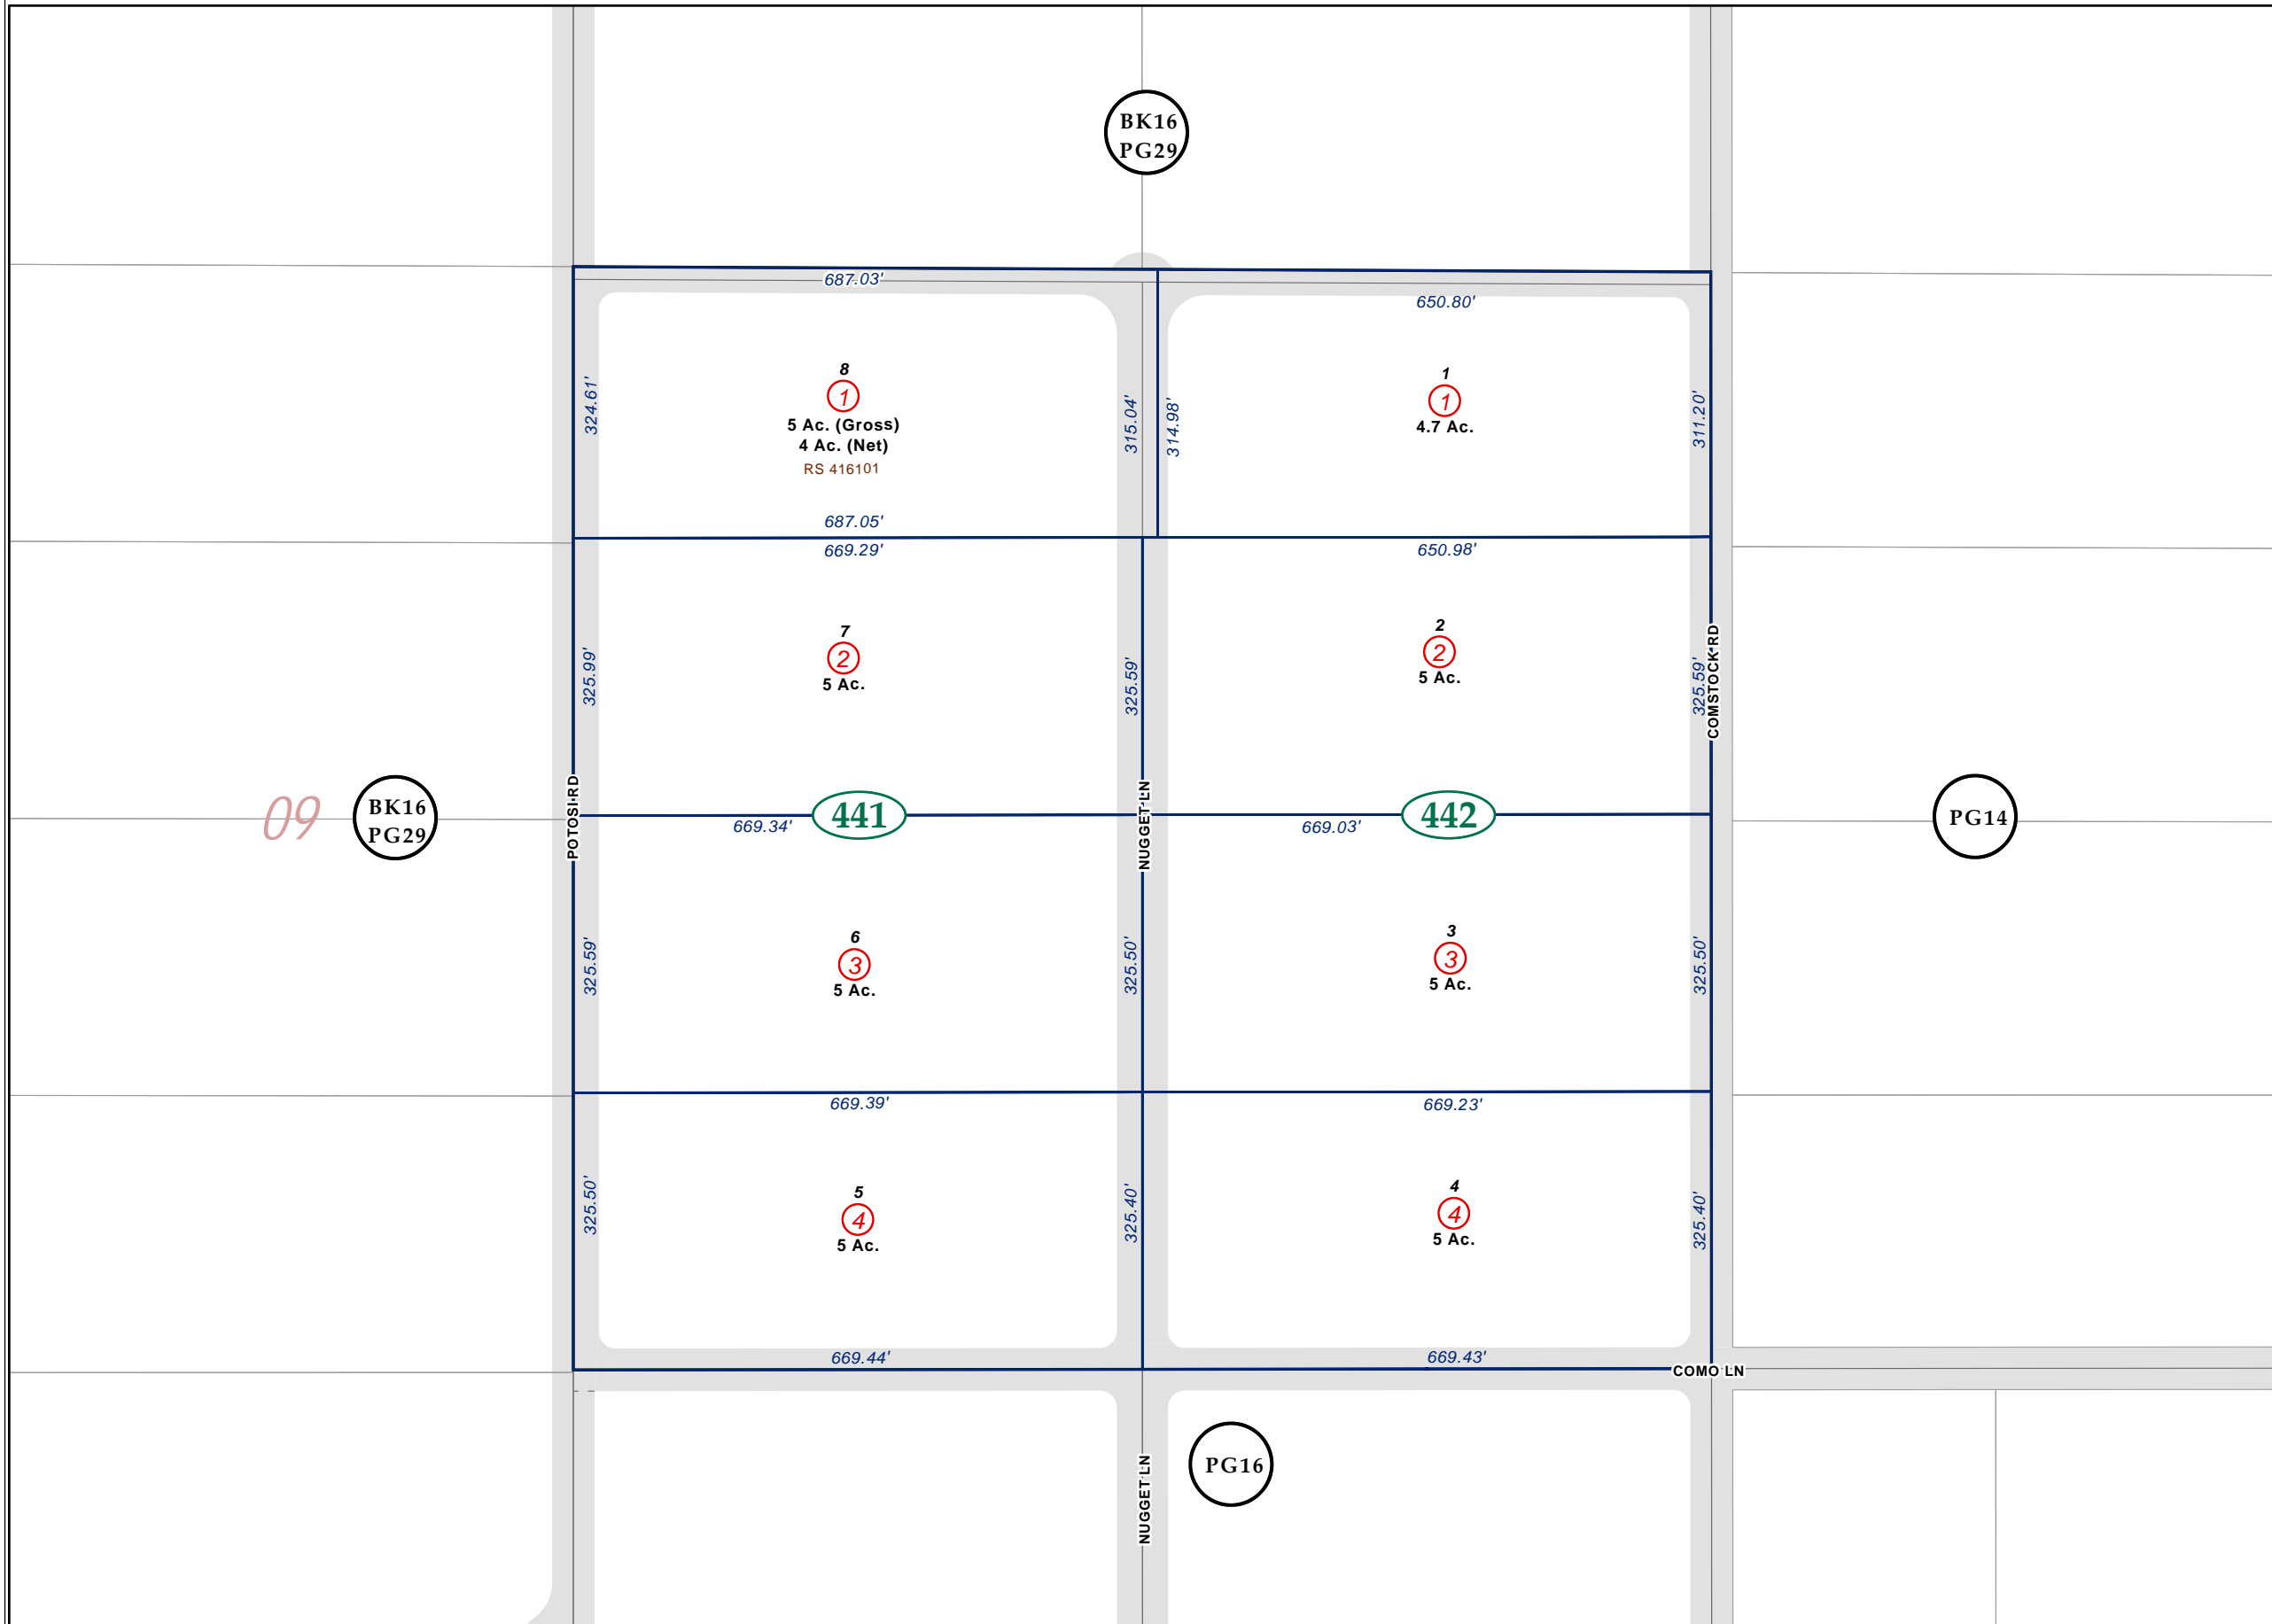 BK16
PG29
687.03'
650.80'
324.61'
8
1
5 Ac. (Gross)
4 Ac. (Net)
RS 416101
315.04'
314.98'
1
1
4.7 Ac.
311.20'
687.05'
669.29'
650.98'
325.99'
7
2
5 Ac.
325.59'
2
2
5 Ac.
325.59'
COMSTOCK RD
09
BK16
PG29
POTOSI RD
669.34'
441
NUGGET LN
669.03'
442
PG14
325.59'
6
3
5 Ac.
325.50'
3
3
5 Ac.
325.50'
669.39'
669.23'
325.50'
5
4
5 Ac.
325.40'
4
4
5 Ac.
325.40'
669.44'
669.43'
COMO LN
NUGGET LN
PG16